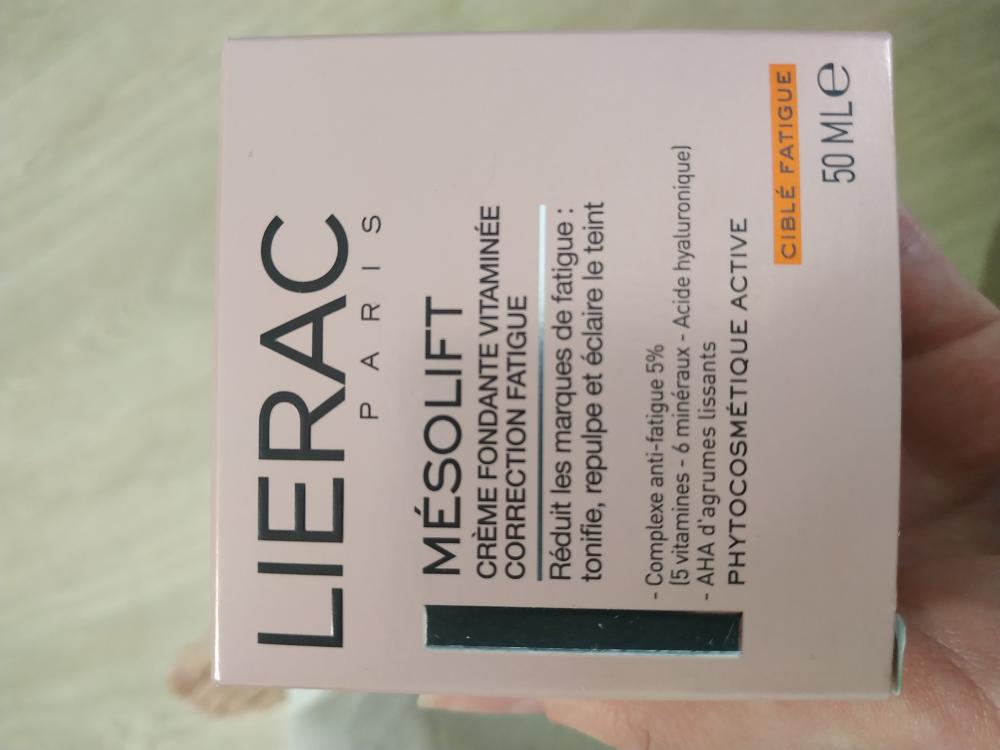 LIERAC
PARIS
MÉSOLIFT
CRÈME FONDANTE VITAMINÉE
CORRECTION FATIGUE
Réduit les marques de fatigue :
tonifie, repulpe et éclaire le teint
- Complexe anti-fatigue 5%
(5 vitamines - 6 minéraux - Acide hyaluronique)
- AHA d'agrumes lissants
PHYTOCOSMÉTIQUE ACTIVE
CIBLÉ FATIGUE
50 ML℮